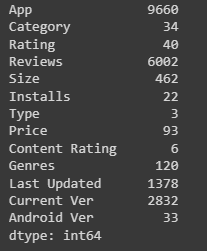 App 9660
Category 34
Rating 40
Reviews 6002
Size 462
Installs 22
Type 3
Price 93
Content Rating 6
Genres 120
Last Updated 1378
Current Ver 2832
Android Ver 33
dtype: int64